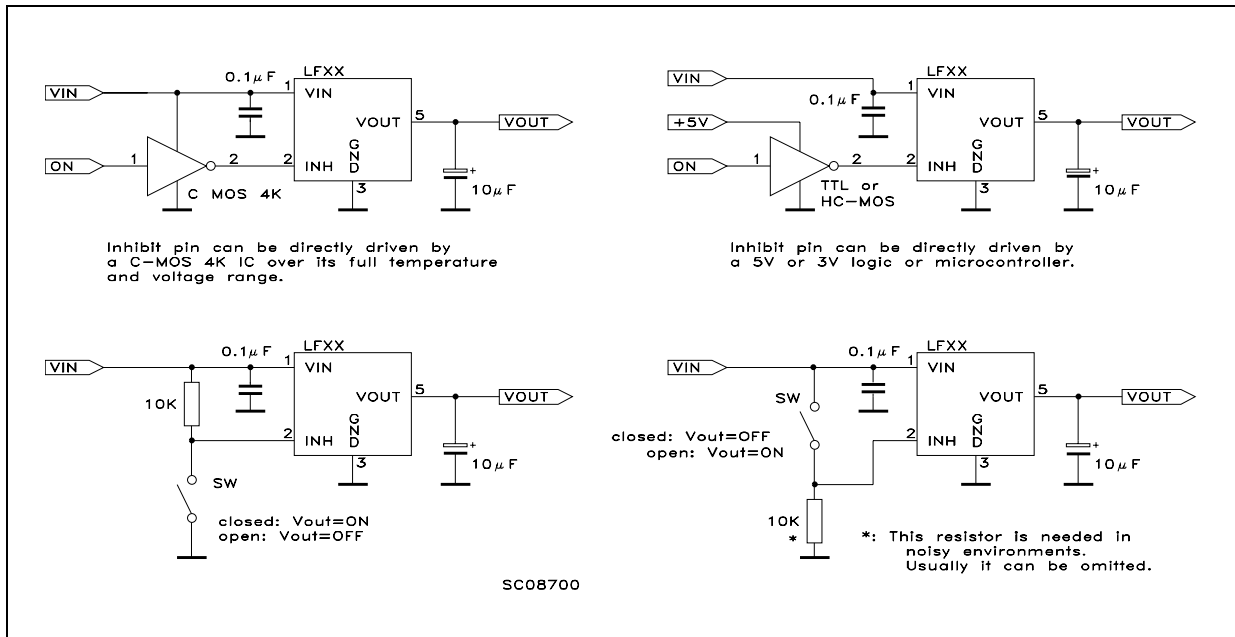 LFXX
0.1μF
VIN
1
VIN
VOUT
5
VOUT
ON
1
2
2
INH
GND
3
C MOS 4K
+
10μF
Inhibit pin can be directly driven by
a C-MOS 4K IC over its full temperature
and voltage range.
LFXX
VIN
0.1μF
1
VIN
+5V
VOUT
5
VOUT
ON
1
2
2
INH
GND
3
TTL or
HC-MOS
+
10μF
Inhibit pin can be directly driven by
a 5V or 3V logic or microcontroller.
LFXX
0.1μF
VIN
1
VIN
10K
VOUT
5
VOUT
2
INH
GND
3
+
10μF
SW
closed: Vout=ON
open: Vout=OFF
LFXX
0.1μF
VIN
1
VIN
SW
VOUT
5
VOUT
closed: Vout=OFF
open: Vout=ON
2
INH
GND
3
+
10μF
10K
*
*: This resistor is needed in
noisy environments.
Usually it can be omitted.
SC08700